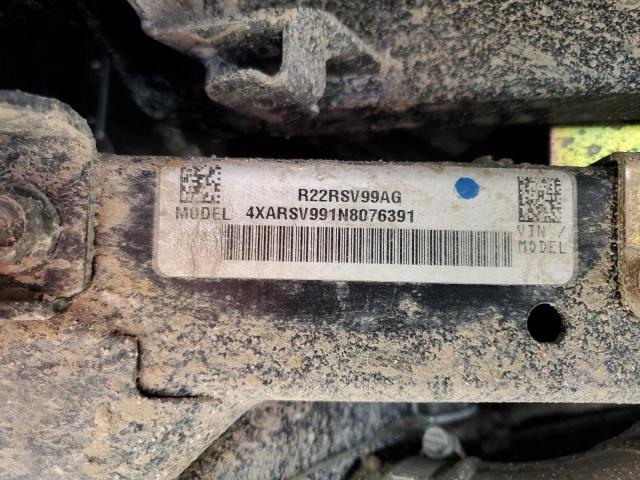 R22RSV99AG
MODEL 4XARSV991N8076391
VIN /
MODEL